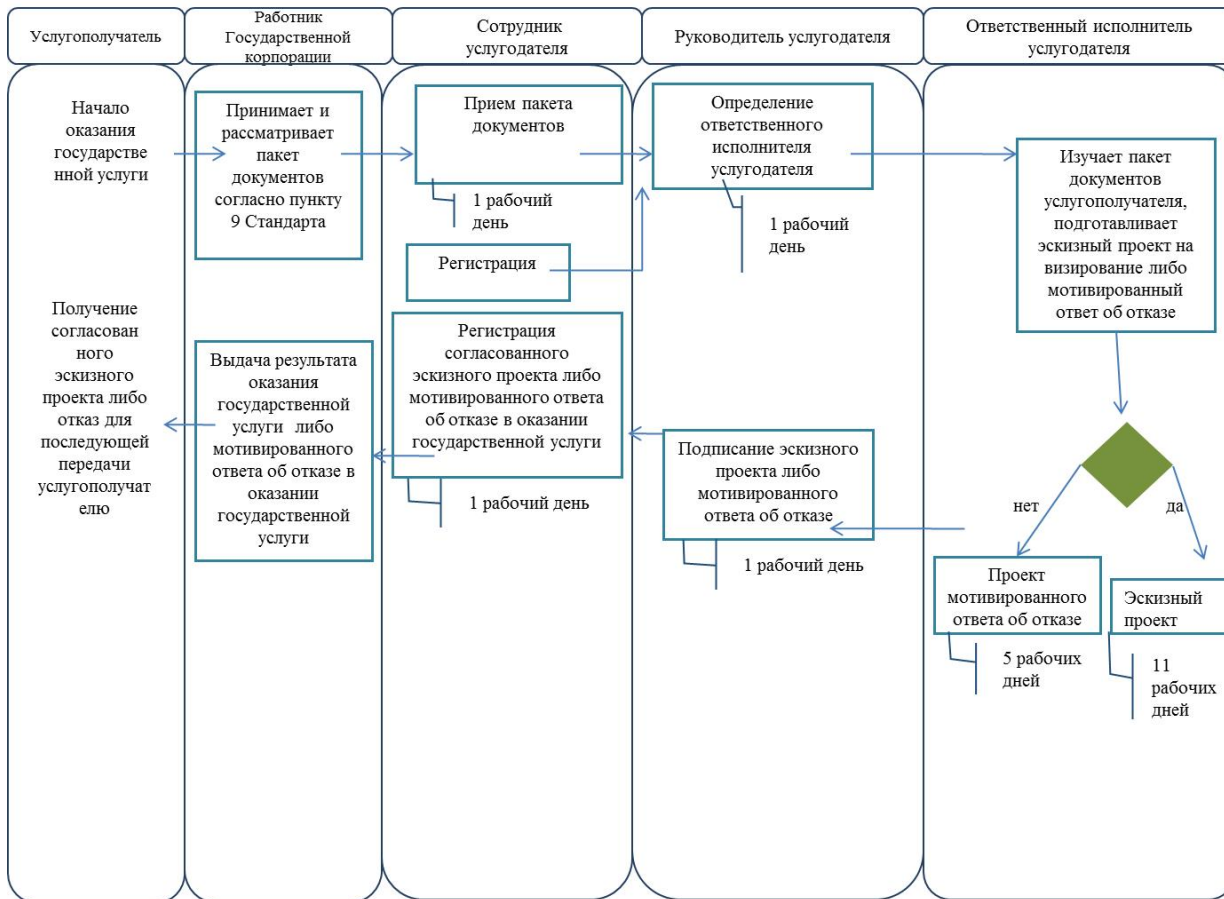 Услугополучатель
Работник
Государственной
корпорации
Сотрудник
услугодателя
Руководитель услугодателя
Ответственный исполнитель
услугодателя
Начало
оказания
государстве
нной услуги
Принимает и
рассматривает
пакет
документов
согласно пункту
9 Стандарта
Прием пакета
документов
1 рабочий
день
Регистрация
Определение
ответственного
исполнителя
услугодателя
1 рабочий
день
Изучает пакет
документов
услугополучателя,
подготавливает
эскизный проект на
визирование либо
мотивированный
ответ об отказе
нет
да
Проект
мотивированного
ответа об отказе
5 рабочих
дней
Эскизный
проект
11
рабочих
дней
Подписание эскизного
проекта либо
мотивированного
ответа об отказе
1 рабочий день
Регистрация
согласованного
эскизного проекта либо
мотивированного ответа
об отказе в оказании
государственной услуги
1 рабочий день
Выдача результата
оказания
государственной
услуги либо
мотивированного
ответа об отказе в
оказании
государственной
услуги
Получение
согласован
ного
эскизного
проекта либо
отказ для
последующей
передачи
услугополучат
елю